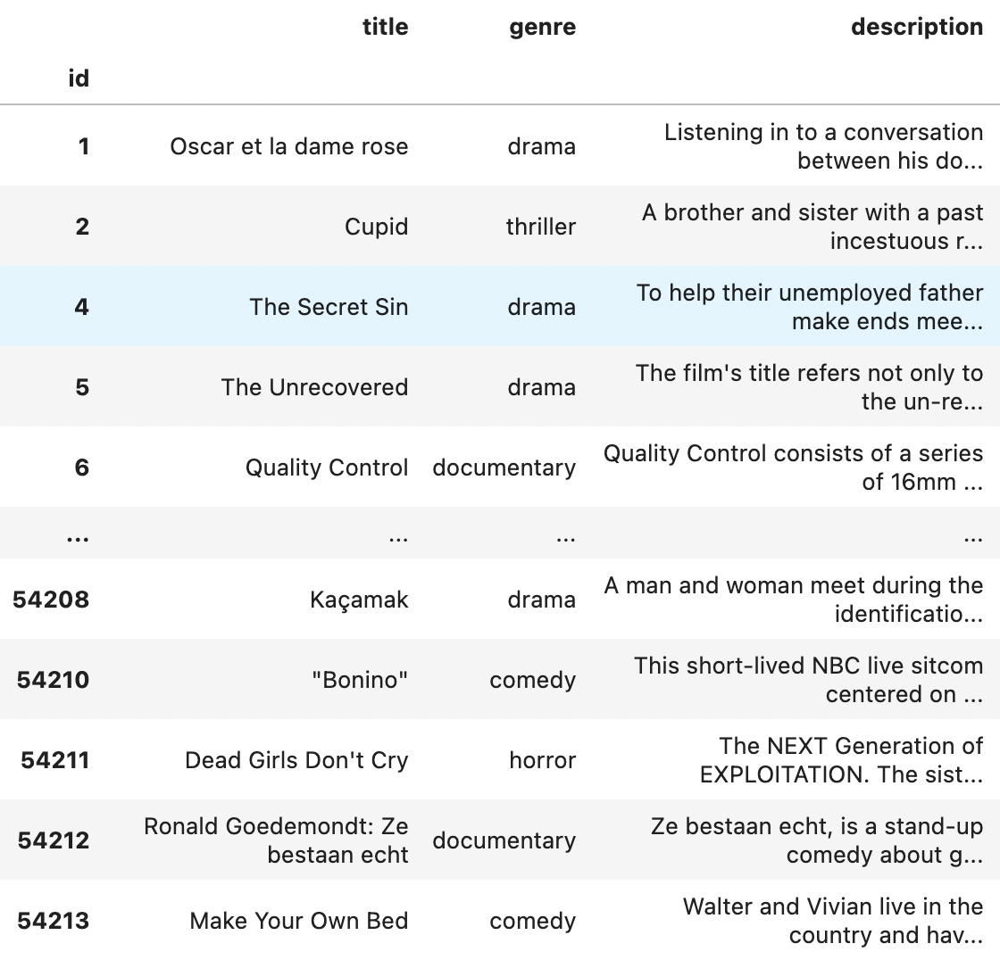 title genre description
id
1 Oscar et la dame rose drama Listening in to a conversation
between his do...
2 Cupid thriller A brother and sister with a past
incestuous r...
4 The Secret Sin drama To help their unemployed father
make ends mee...
5 The Unrecovered drama The film's title refers not only to
the un-re...
6 Quality Control documentary Quality Control consists of a series
of 16mm ...
... ... ... ...
54208 Kaçamak drama A man and woman meet during the
identificatio...
54210 "Bonino" comedy This short-lived NBC live sitcom
centered on ...
54211 Dead Girls Don't Cry horror The NEXT Generation of
EXPLOITATION. The sist...
54212 Ronald Goedemondt: Ze
bestaan echt documentary Ze bestaan echt, is a stand-up
comedy about g...
54213 Make Your Own Bed comedy Walter and Vivian live in the
country and hav...